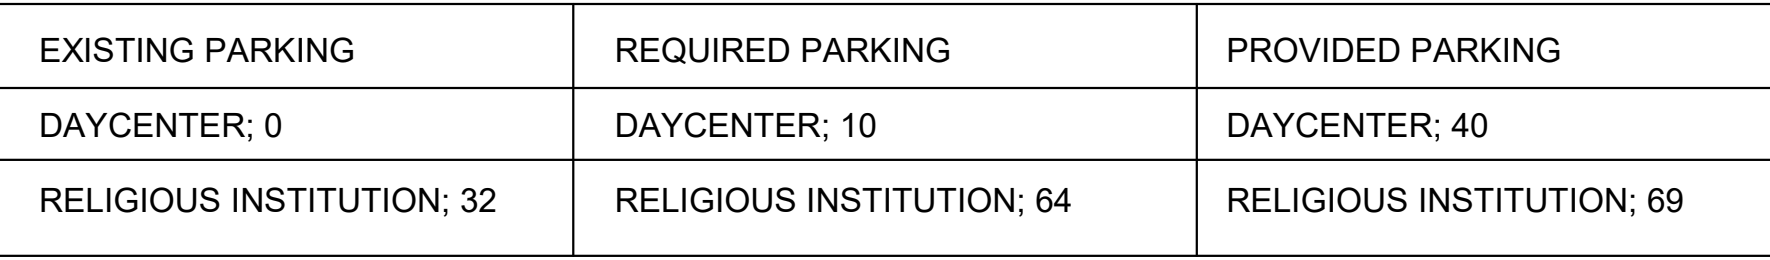 EXISTING PARKING
REQUIRED PARKING
PROVIDED PARKING
DAYCENTER; 0
DAYCENTER; 10
DAYCENTER; 40
RELIGIOUS INSTITUTION; 32
RELIGIOUS INSTITUTION; 64
RELIGIOUS INSTITUTION; 69